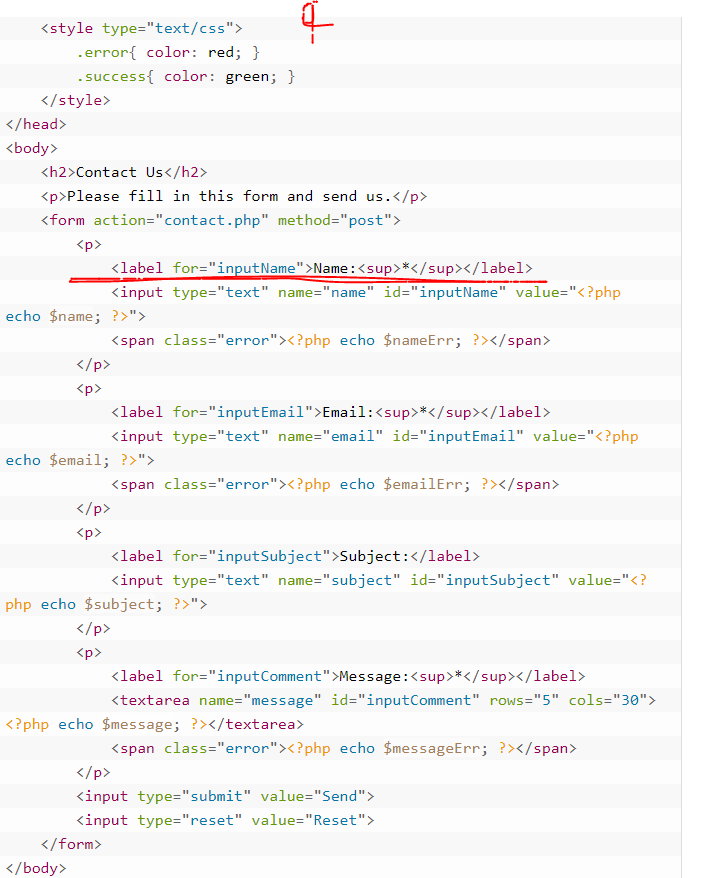 <style type="text/css">
.error{ color: red; }
.success{ color: green; }
</style>
</head>
<body>
<h2>Contact Us</h2>
<p>Please fill in this form and send us.</p>
<form action="contact.php" method="post">
<p>
<label for="inputName">Name:<sup>*</sup></label>
<input type="text" name="name" id="inputName" value="<?php
echo $name; ?>">
<span class="error"><?php echo $nameErr; ?></span>
</p>
<p>
<label for="inputEmail">Email:<sup>*</sup></label>
<input type="text" name="email" id="inputEmail" value="<?php
echo $email; ?>">
<span class="error"><?php echo $emailErr; ?></span>
</p>
<p>
<label for="inputSubject">Subject:</label>
<input type="text" name="subject" id="inputSubject" value="<?
php echo $subject; ?>">
</p>
<p>
<label for="inputComment">Message:<sup>*</sup></label>
<textarea name="message" id="inputComment" rows="5" cols="30">
<?php echo $message; ?></textarea>
<span class="error"><?php echo $messageErr; ?></span>
</p>
<input type="submit" value="Send">
<input type="reset" value="Reset">
</form>
</body>